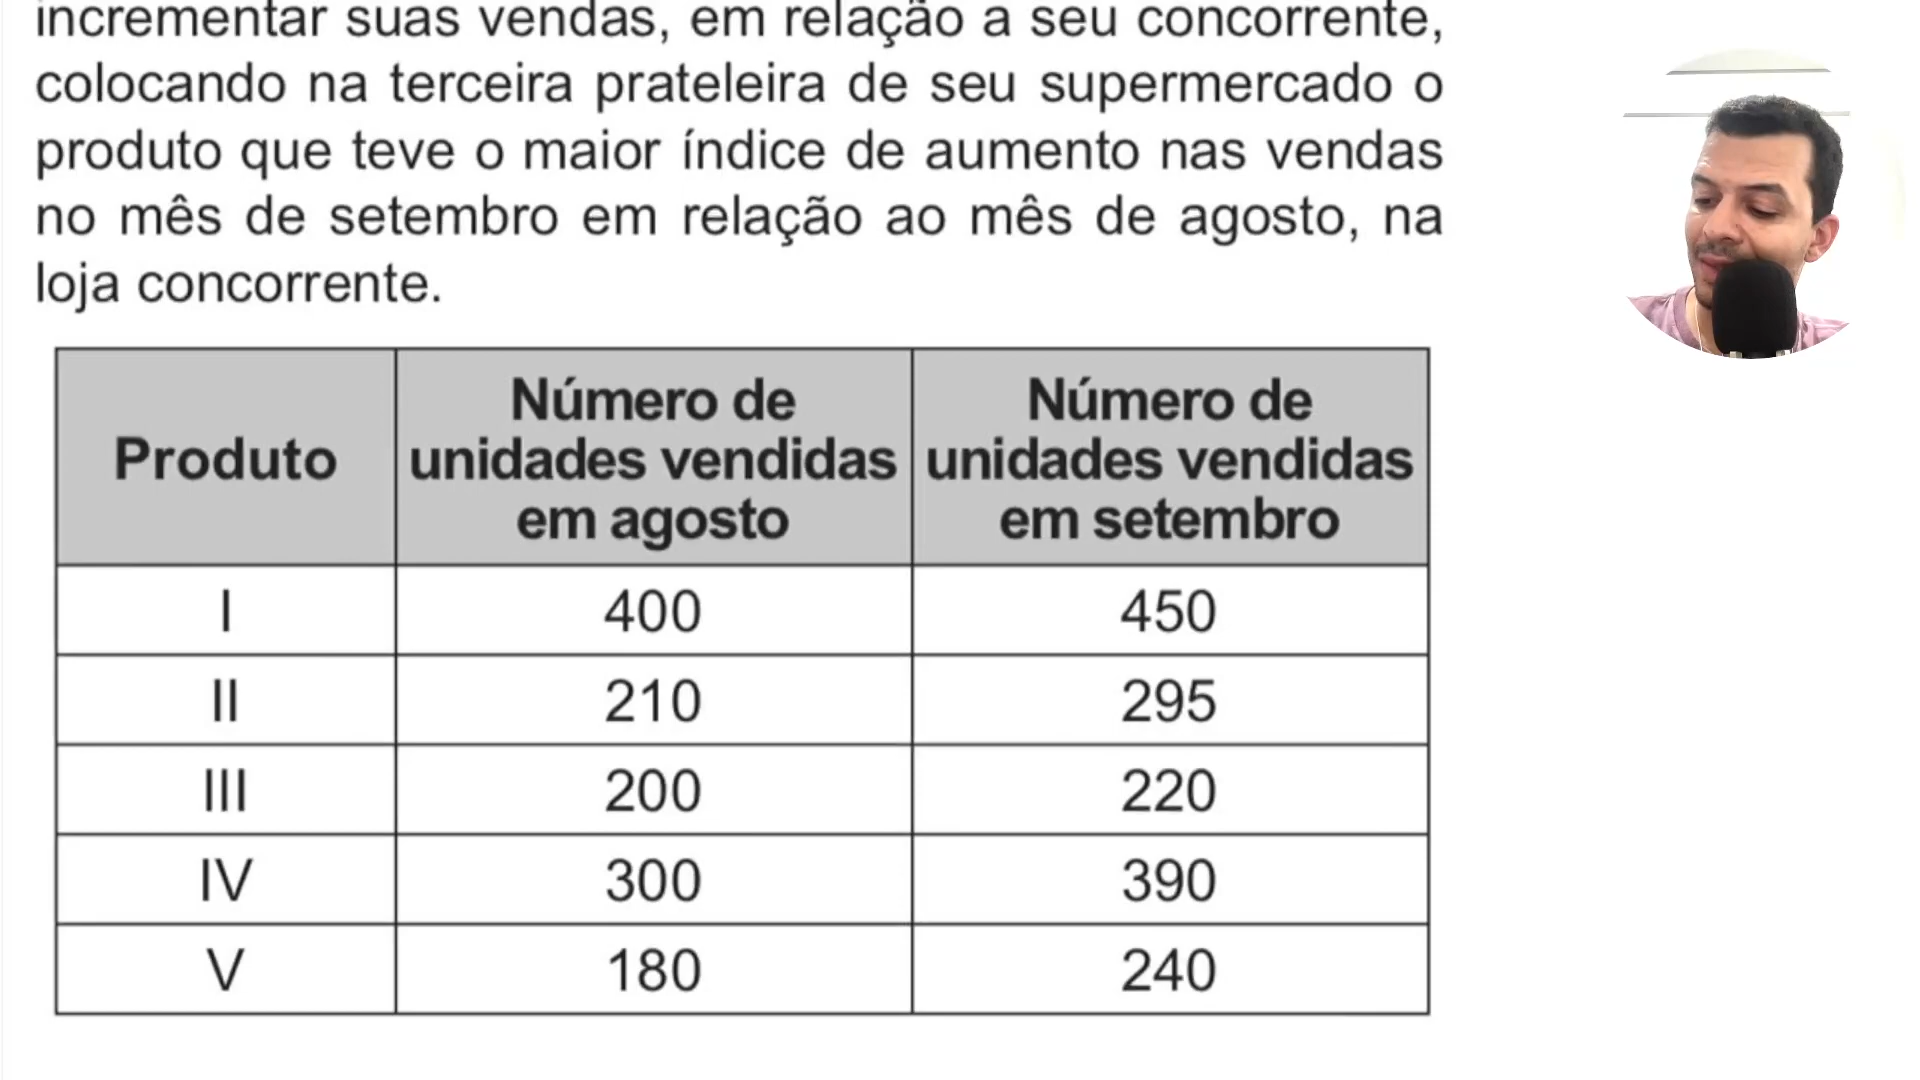 incrementar suas vendas, em relação a seu concorrente,
colocando na terceira prateleira de seu supermercado o
produto que teve o maior índice de aumento nas vendas
no mês de setembro em relação ao mês de agosto, na
loja concorrente.
Produto
Número de
unidades vendidas
em agosto
Número de
unidades vendidas
em setembro
I 400 450
II 210 295
III 200 220
IV 300 390
V 180 240